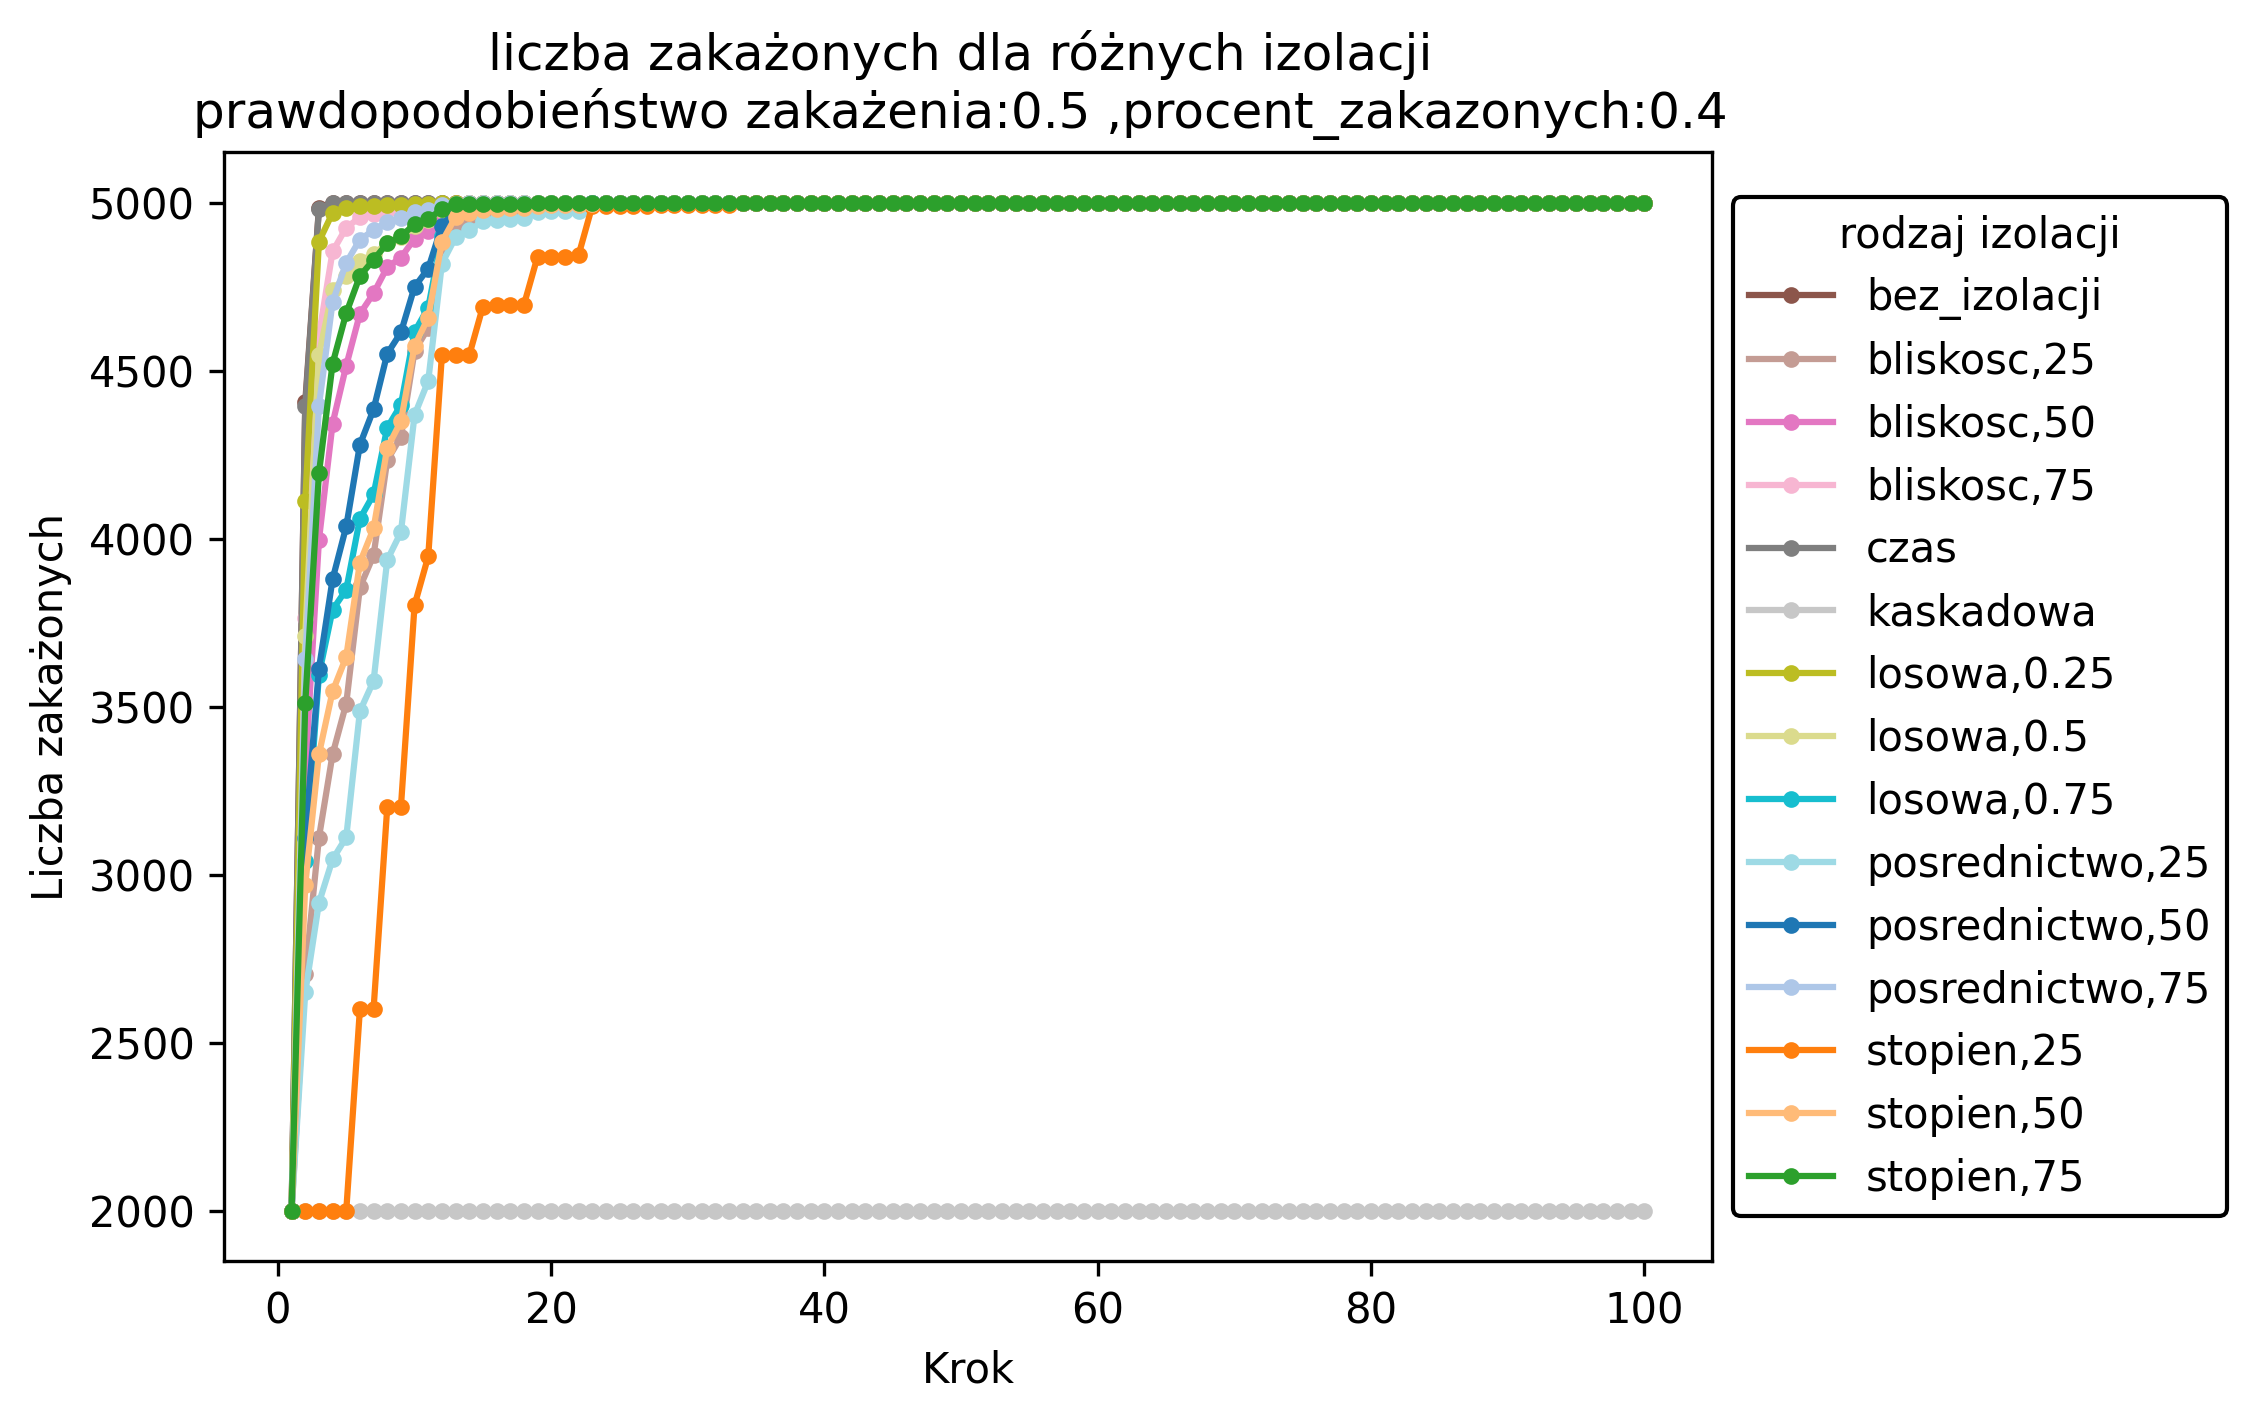 liczba zakażonych dla różnych izolacji
prawdopodobieństwo zakażenia:0.5 ,procent_zakazonych:0.4
5000
4500
4000
3500
3000
2500
2000
Liczba zakażonych
0 20 40 60 80 100
Krok
rodzaj izolacji
bez_izolacji
bliskosc,25
bliskosc,50
bliskosc,75
czas
kaskadowa
losowa,0.25
losowa,0.5
losowa,0.75
posrednictwo,25
posrednictwo,50
posrednictwo,75
stopien,25
stopien,50
stopien,75